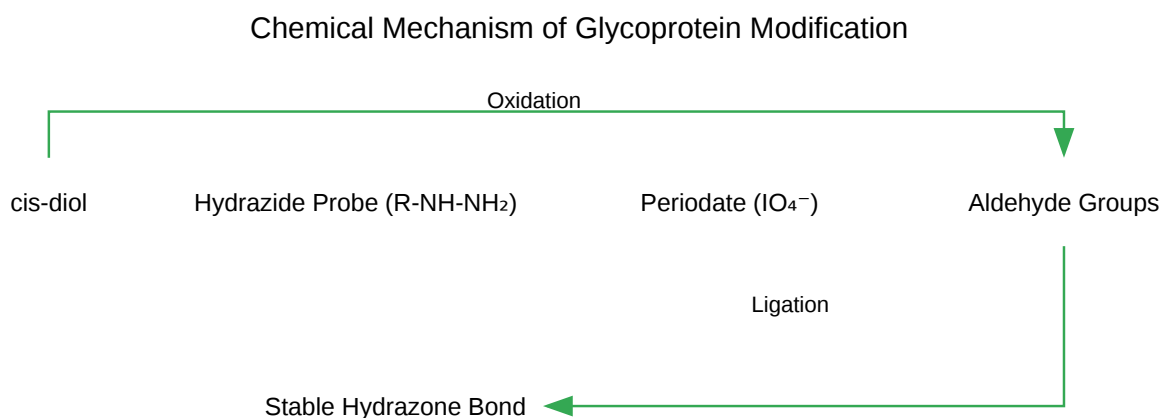 Chemical Mechanism of Glycoprotein Modification
Oxidation
cis-diol
Hydrazide Probe (R-NH-NH₂)
Periodate (IO₄⁻)
Aldehyde Groups
Ligation
Stable Hydrazone Bond